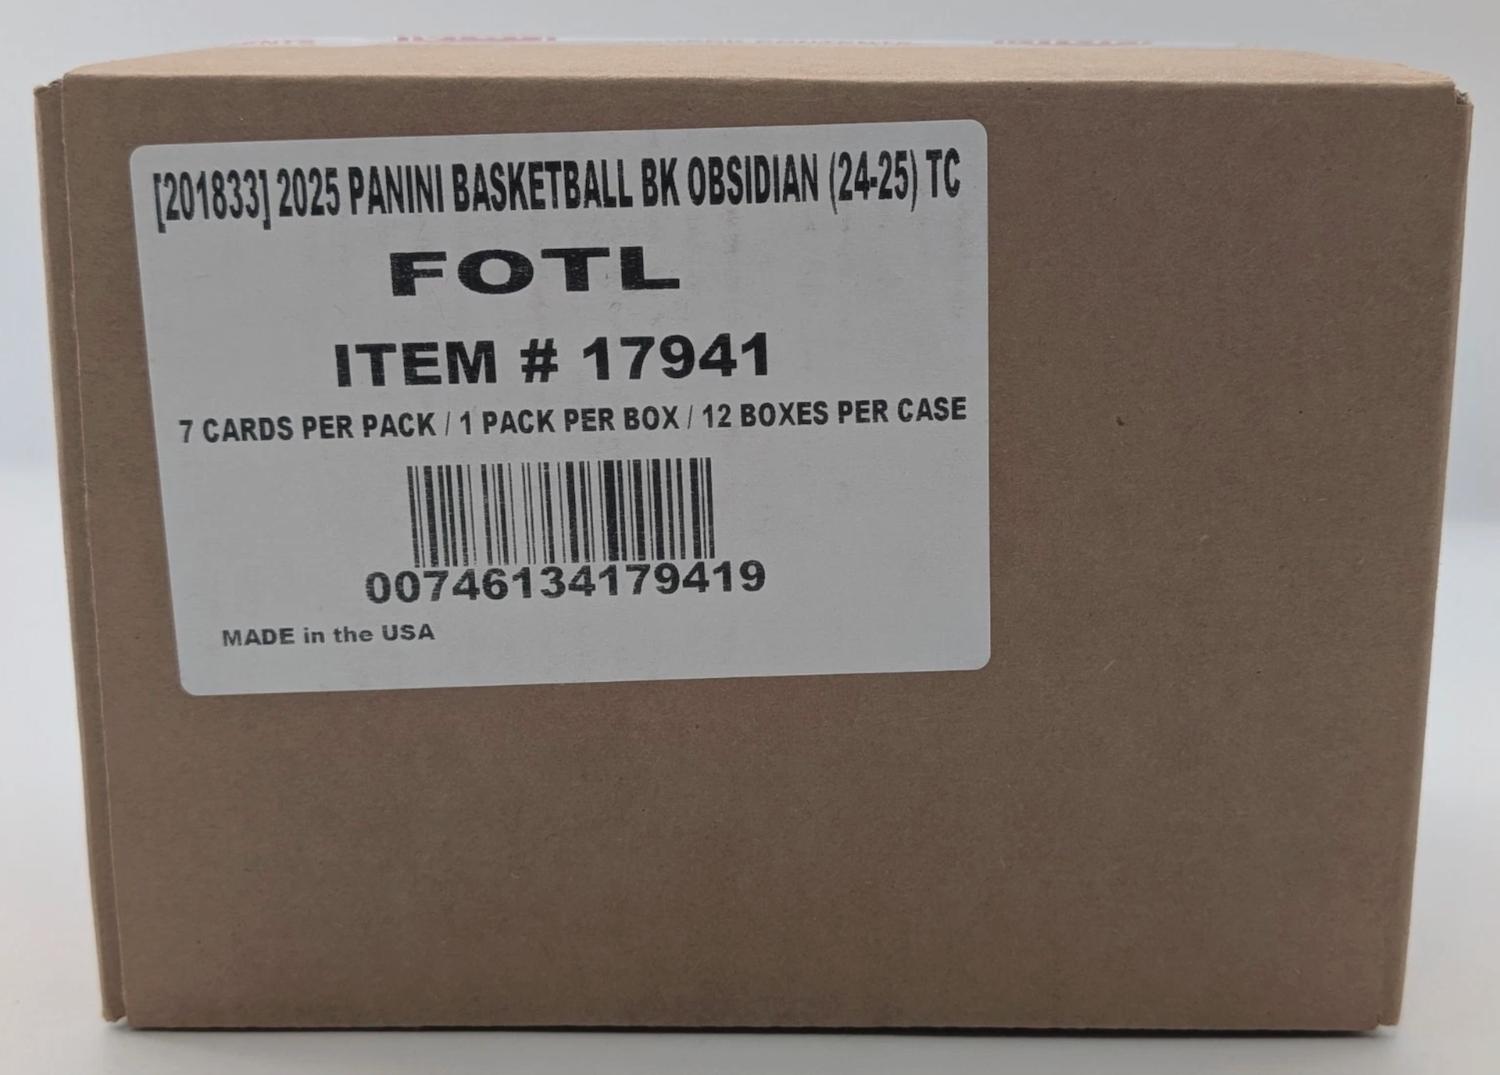 [201833] 2025 PANINI BASKETBALL BK OBSIDIAN (24-25) TC
FOTL
ITEM # 17941
7 CARDS PER PACK / 1 PACK PER BOX / 12 BOXES PER CASE
00746134179419
MADE in the USA